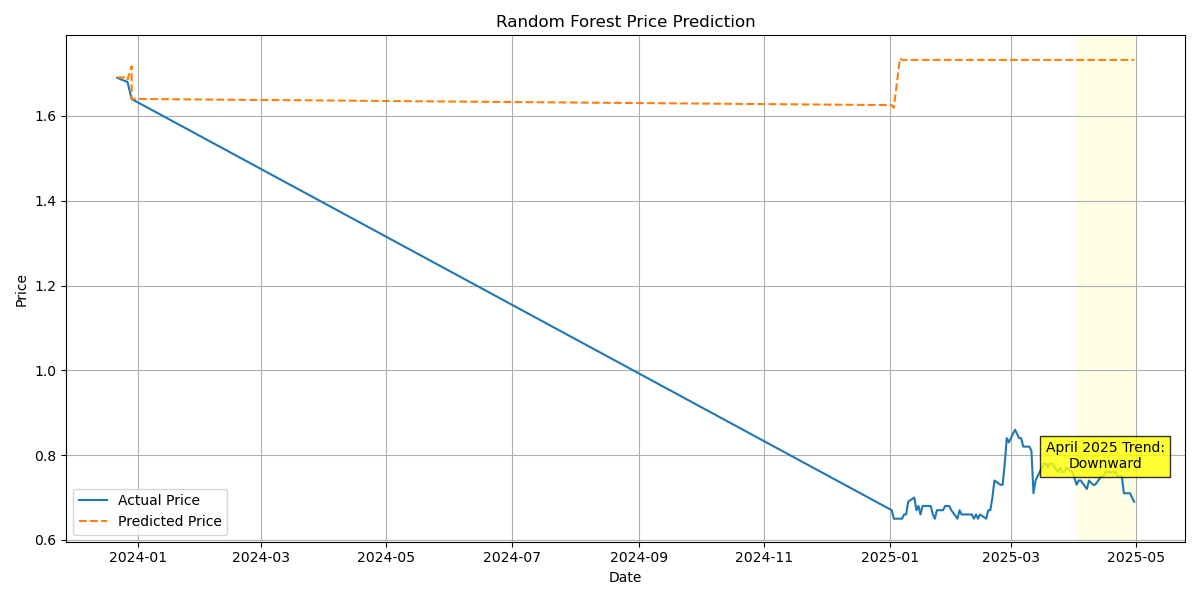 Random Forest Price Prediction
Price
1.6
1.4
1.2
1.0
0.8
0.6
April 2025 Trend:
Downward
Actual Price
Predicted Price
2024-01
2024-03
2024-05
2024-07
2024-09
2024-11
2025-01
2025-03
2025-05
Date